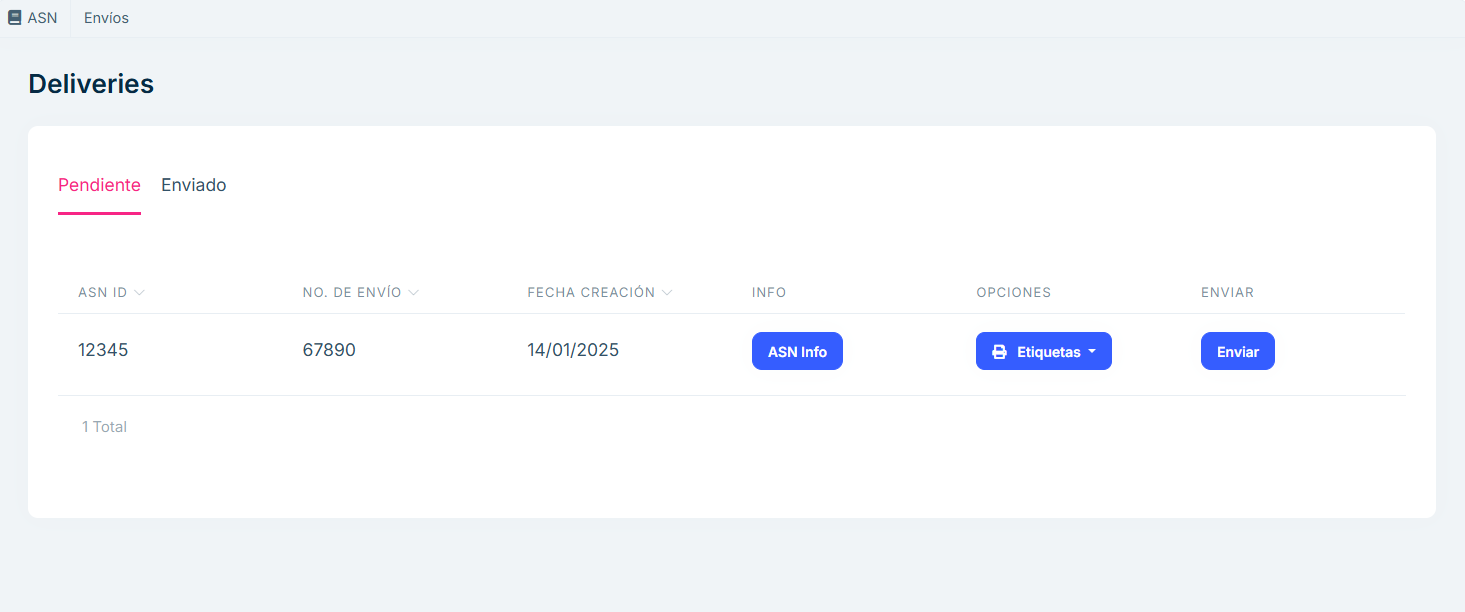 ASN Envíos
Deliveries
Pendiente Enviado
ASN ID NO. DE ENVÍO FECHA CREACIÓN INFO OPCIONES ENVIAR
12345 67890 14/01/2025 ASN Info Etiquetas Enviar
1 Total